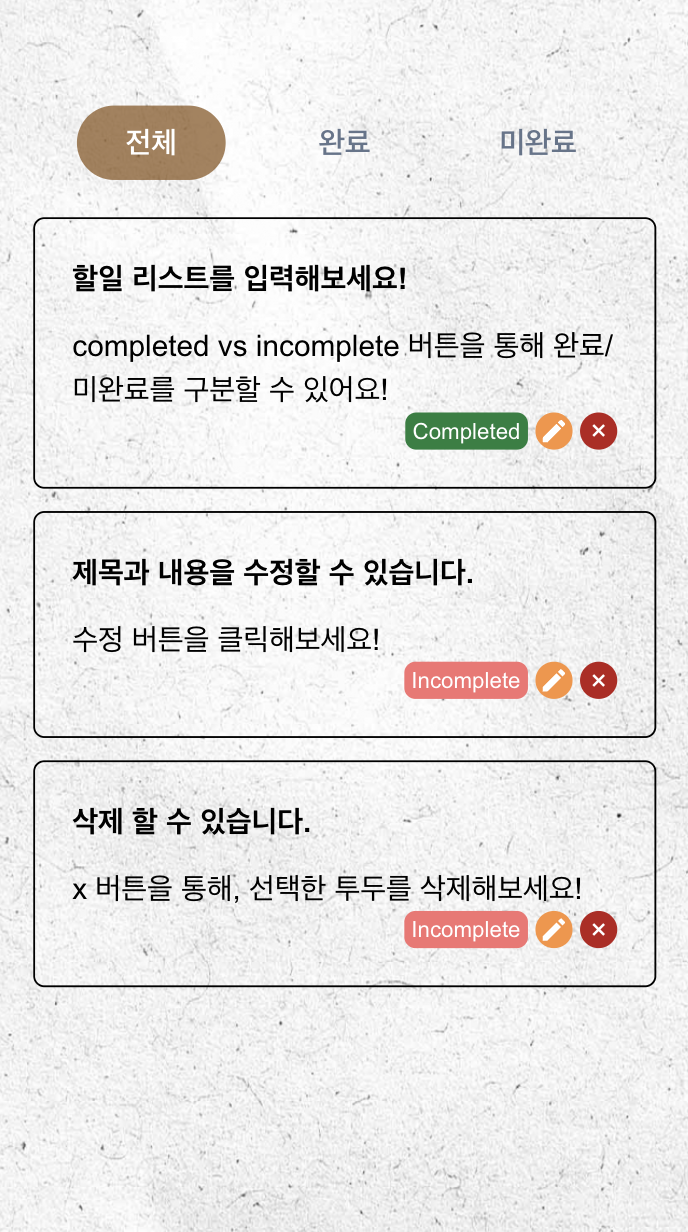 전체
완료
미완료
할일 리스트를 입력해보세요!
completed vs incomplete 버튼을 통해 완료/
미완료를 구분할 수 있어요!
Completed
제목과 내용을 수정할 수 있습니다.
수정 버튼을 클릭해보세요!
Incomplete
삭제 할 수 있습니다.
x 버튼을 통해, 선택한 투두를 삭제해보세요!
Incomplete